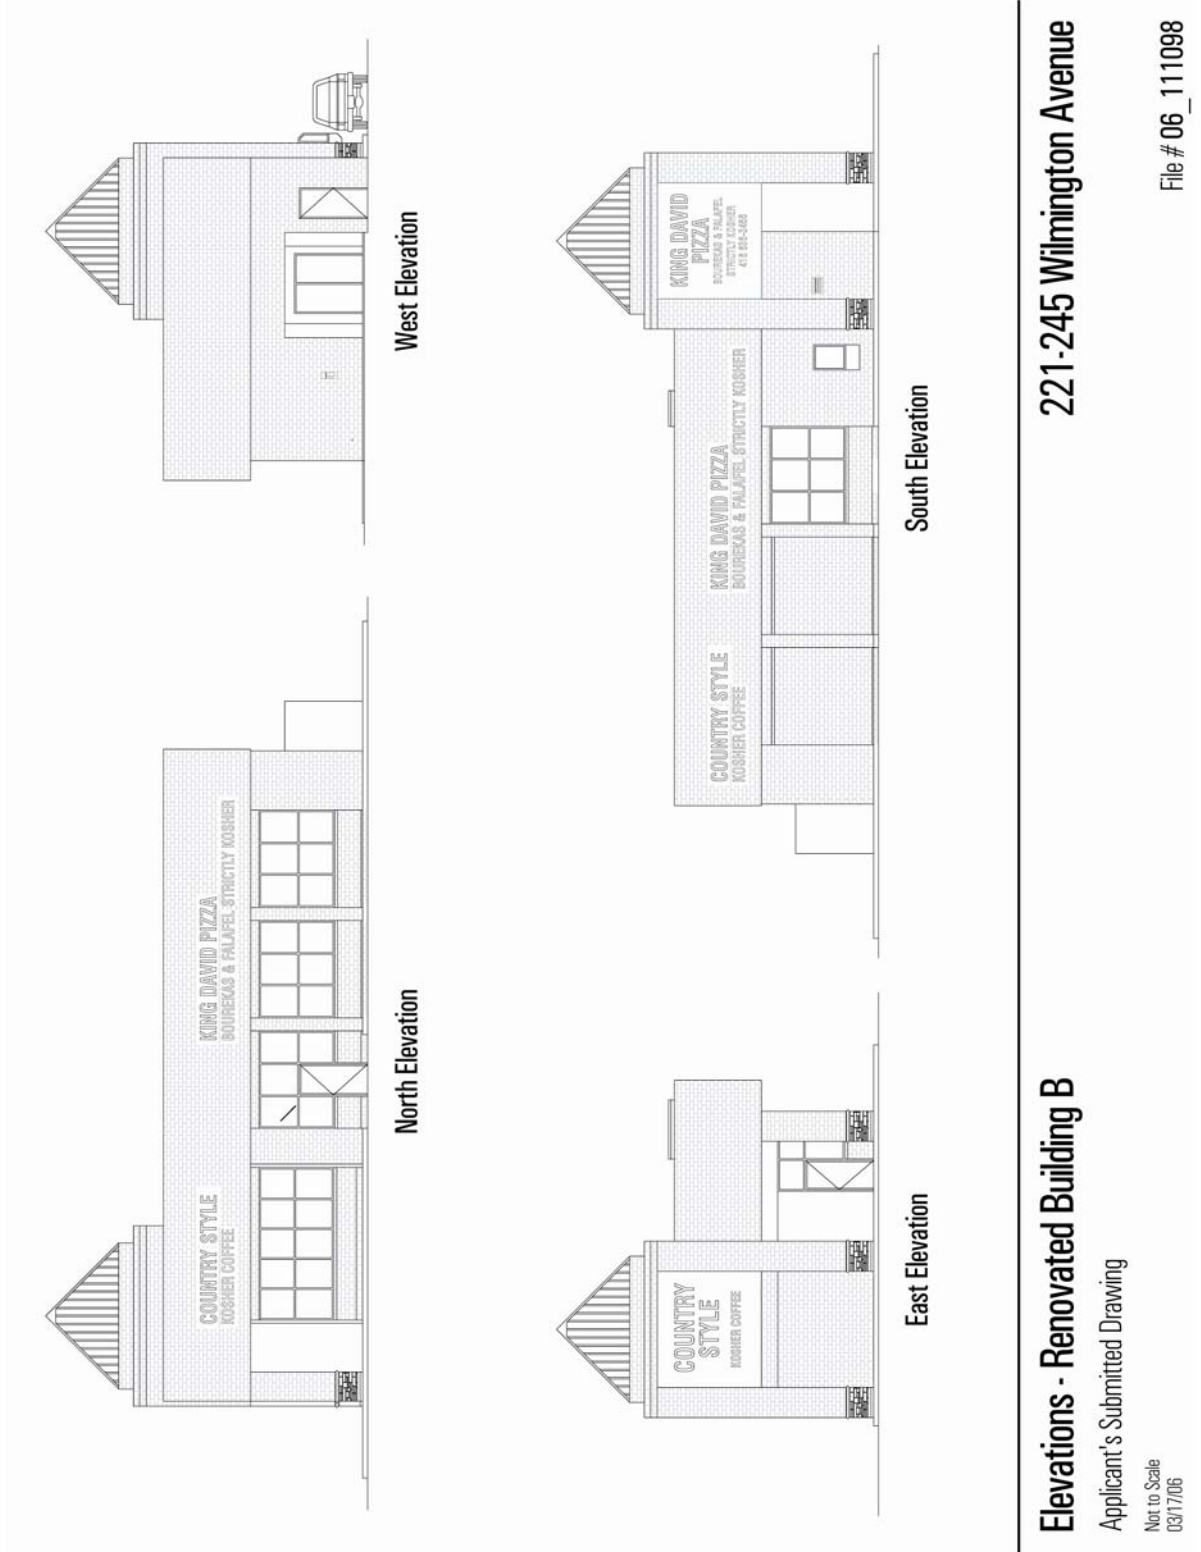 COUNTRY STYLE
KOSHER COFFEE
KING DAVID PIZZA
BOUREKAS & FALAFEL STRICTLY KOSHER
North Elevation
West Elevation
COUNTRY
STYLE
KOSHER COFFEE
East Elevation
COUNTRY STYLE
KOSHER COFFEE
KING DAVID PIZZA
BOUREKAS & FALAFEL STRICTLY KOSHER
KING DAVID
PIZZA
BOUREKAS & FALAFEL
STRICTLY KOSHER
South Elevation
Elevations - Renovated Building B
221-245 Wilmington Avenue
Applicant's Submitted Drawing
Not to Scale
03/17/06
File # 06_111098